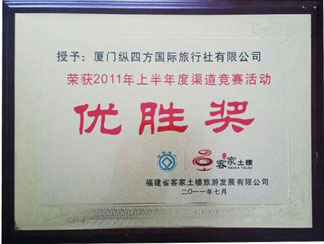 授予：厦门纵四方国际旅行社有限公司
荣获2011年上半年度渠道竞赛活动
优胜奖
客家土楼
HAKKA TULOU
福建省客家土楼旅游发展有限公司
二〇一一年七月